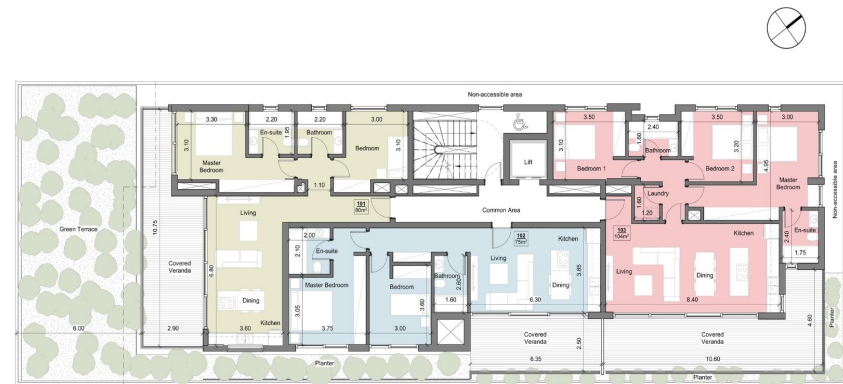 Non-accessible area
3.30
2.20
2.20
3.00
3.50
2.40
3.50
3.00
En-suite
1.95
Bathroom
Bedroom
3.10
3.10
Master
Bedroom
1.10
Lift
3.10
Bedroom 1
1.60
Bathroom
3.20
Bedroom 2
4.95
Master
Bedroom
Non-accessible area
Laundry
1.60
1.20
Living
101
80m²
Common Area
103
104m²
Kitchen
En-suite
2.40
1.75
Green Terrace
10.75
Covered
Veranda
6.80
2.00
En-suite
2.10
102
75m²
Living
Kitchen
3.85
Dining
Living
Dining
Dining
Kitchen
Master Bedroom
3.05
Bedroom
3.60
Bathroom
2.60
1.60
6.30
8.40
6.00
2.90
3.60
3.75
3.00
Covered
Veranda
2.50
Covered
Veranda
4.60
Planter
Planter
6.35
10.60
Planter